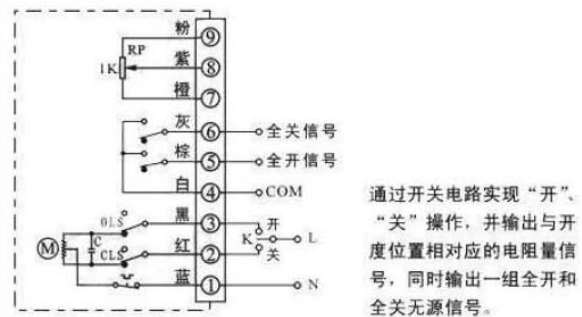 粉 ⑨
RP
1K 紫 ⑧
橙 ⑦
灰 ⑥ 全关信号
棕 ⑤ 全开信号
白 ④ COM
OLS 黑 ③ 开
M C K L
CLS 红 ② 关
蓝 ① N
通过开关电路实现“开”、
“关”操作，并输出与开
度位置相对应的电阻量信
号，同时输出一组全开和
全关无源信号。